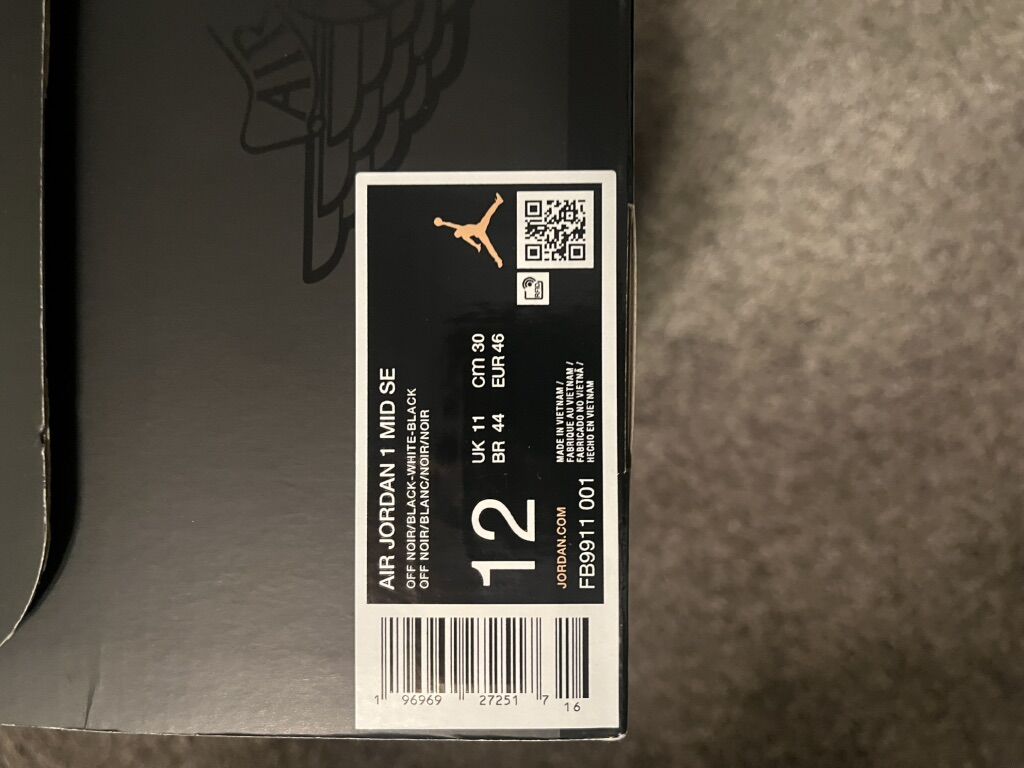 AIR
AIR JORDAN 1 MID SE
OFF NOIR/BLACK-WHITE-BLACK
OFF NOIR/BLANC/NOIR/NOIR
12
UK 11 cm 30
BR 44 EUR 46
JORDAN.COM
FB9911 001
MADE IN VIETNAM /
FABRIQUE AU VIETNAM /
FABRICADO NO VIETNÃ /
HECHO EN VIETNAM
RFID
1 96969 27251 7 16